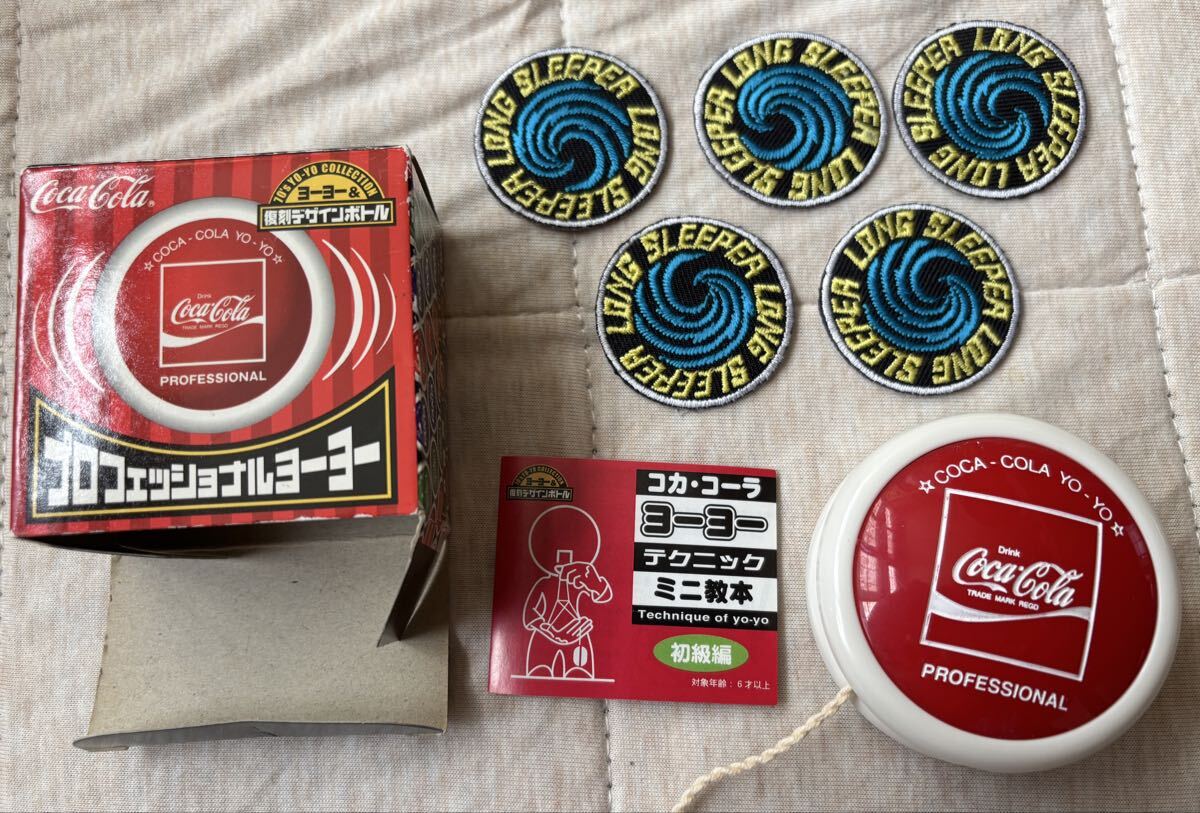 Coca-Cola®
70's YO-YO COLLECTION
ヨーヨー&
復刻デザインボトル
☆COCA-COLA YO-YO☆
Drink
Coca-Cola
TRADE MARK REGD
PROFESSIONAL
プロフェッショナルヨーヨー
LONG SLEEPER LONG SLEEPER
LONG SLEEPER LONG SLEEPER
LONG SLEEPER LONG SLEEPER
LONG SLEEPER LONG SLEEPER
LONG SLEEPER LONG SLEEPER
70's YO-YO COLLECTION
ヨーヨー&
復刻デザインボトル
コカ・コーラ
ヨーヨー
テクニック
ミニ教本
Technique of yo-yo
初級編
対象年齢:6才以上
☆COCA-COLA YO-YO☆
Drink
Coca-Cola
TRADE MARK REGD
PROFESSIONAL